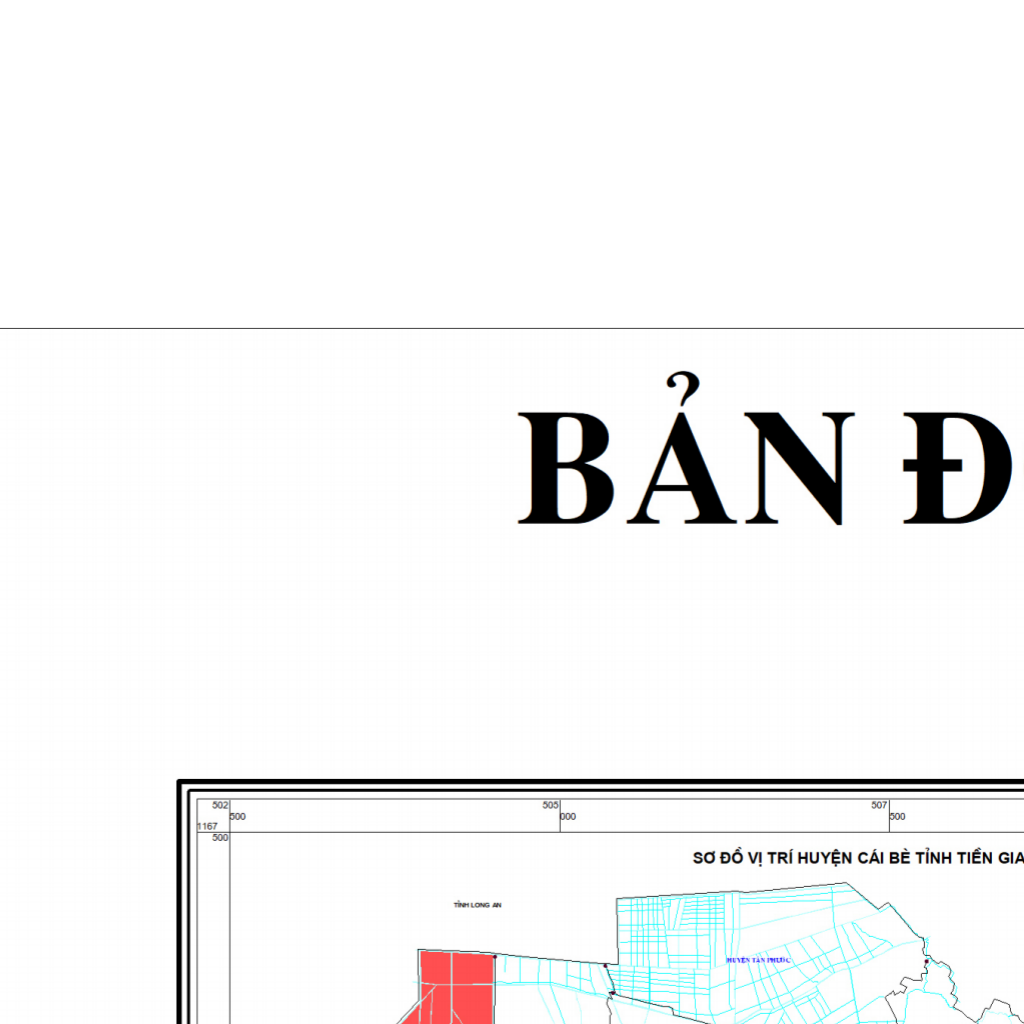 BẢN Đ
502 500 505 000 507 500
1167 500
SƠ ĐỒ VỊ TRÍ HUYỆN CÁI BÈ TỈNH TIỀN GIA
TỈNH LONG AN
HUYỆN TÂN PHƯỚC